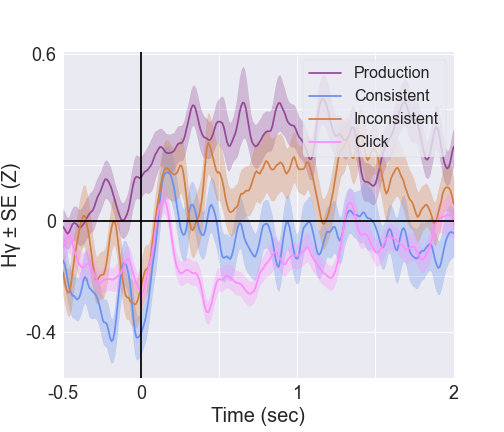 0.6
0
-0.4
Hγ ± SE (Z)
Production
Consistent
Inconsistent
Click
-0.5
0
1
2
Time (sec)